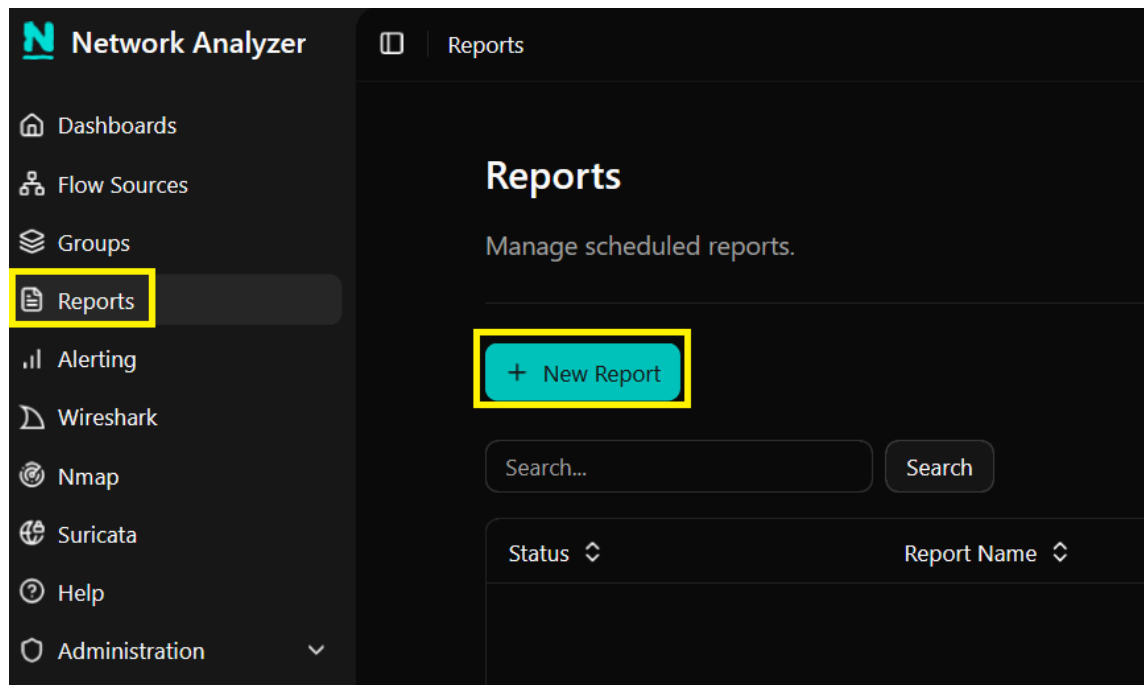 Network Analyzer
Reports
Dashboards
Flow Sources
Groups
Reports
Alerting
Wireshark
Nmap
Suricata
Help
Administration
Reports
Manage scheduled reports.
+ New Report
Search...
Search
Status
Report Name